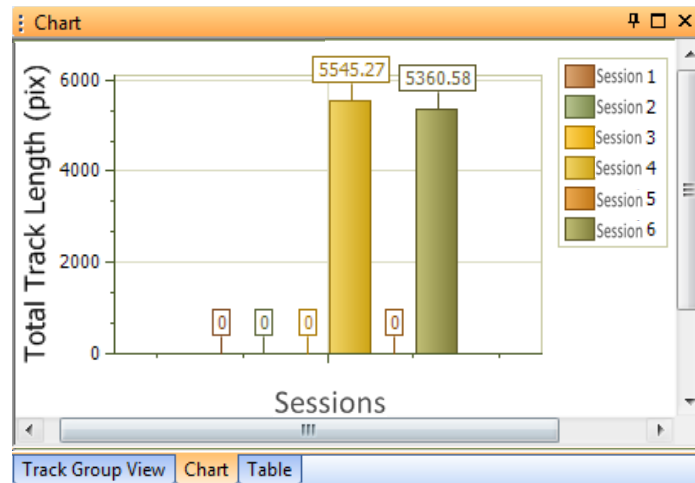 Chart
Total Track Length (pix)
6000
4000
2000
0
0
0
0
5545.27
0
5360.58
Sessions
Session 1
Session 2
Session 3
Session 4
Session 5
Session 6
Track Group View
Chart
Table